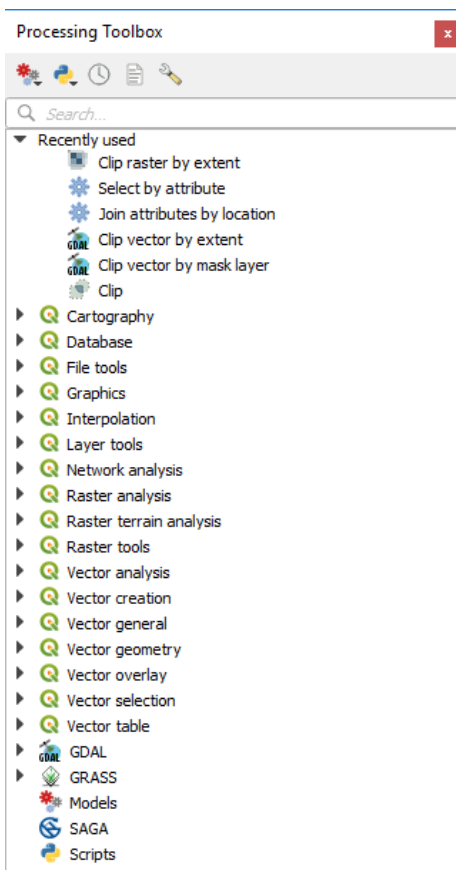 Processing Toolbox
x
Search...
Recently used
Clip raster by extent
Select by attribute
Join attributes by location
GDAL Clip vector by extent
GDAL Clip vector by mask layer
Clip
Cartography
Database
File tools
Graphics
Interpolation
Layer tools
Network analysis
Raster analysis
Raster terrain analysis
Raster tools
Vector analysis
Vector creation
Vector general
Vector geometry
Vector overlay
Vector selection
Vector table
GDAL GDAL
GRASS
Models
SAGA
Scripts